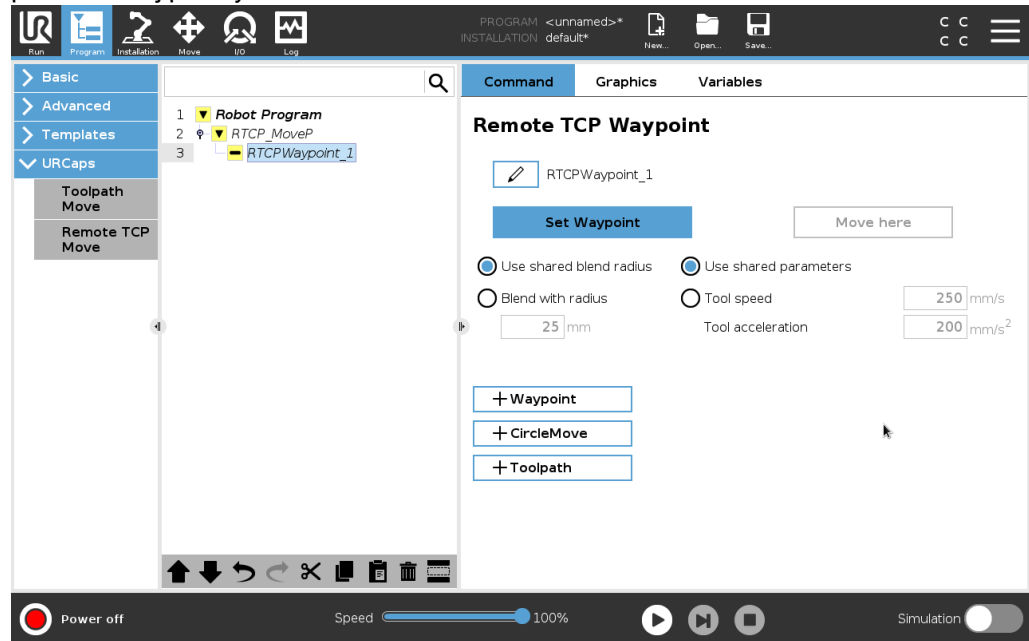 PROGRAM <unnamed>*
INSTALLATION default*
UR
Run Program Installation Move I/O Log
New... Open... Save...
C C
C C
Basic
Advanced
Templates
URCaps
Toolpath
Move
Remote TCP
Move
1 Robot Program
2 RTCP_MoveP
3 RTCPWaypoint_1
Command Graphics Variables
Remote TCP Waypoint
RTCPWaypoint_1
Set Waypoint Move here
Use shared blend radius Use shared parameters
Blend with radius Tool speed 250 mm/s
25 mm Tool acceleration 200 mm/s²
+ Waypoint
+ CircleMove
+ Toolpath
Power off Speed 100% Simulation